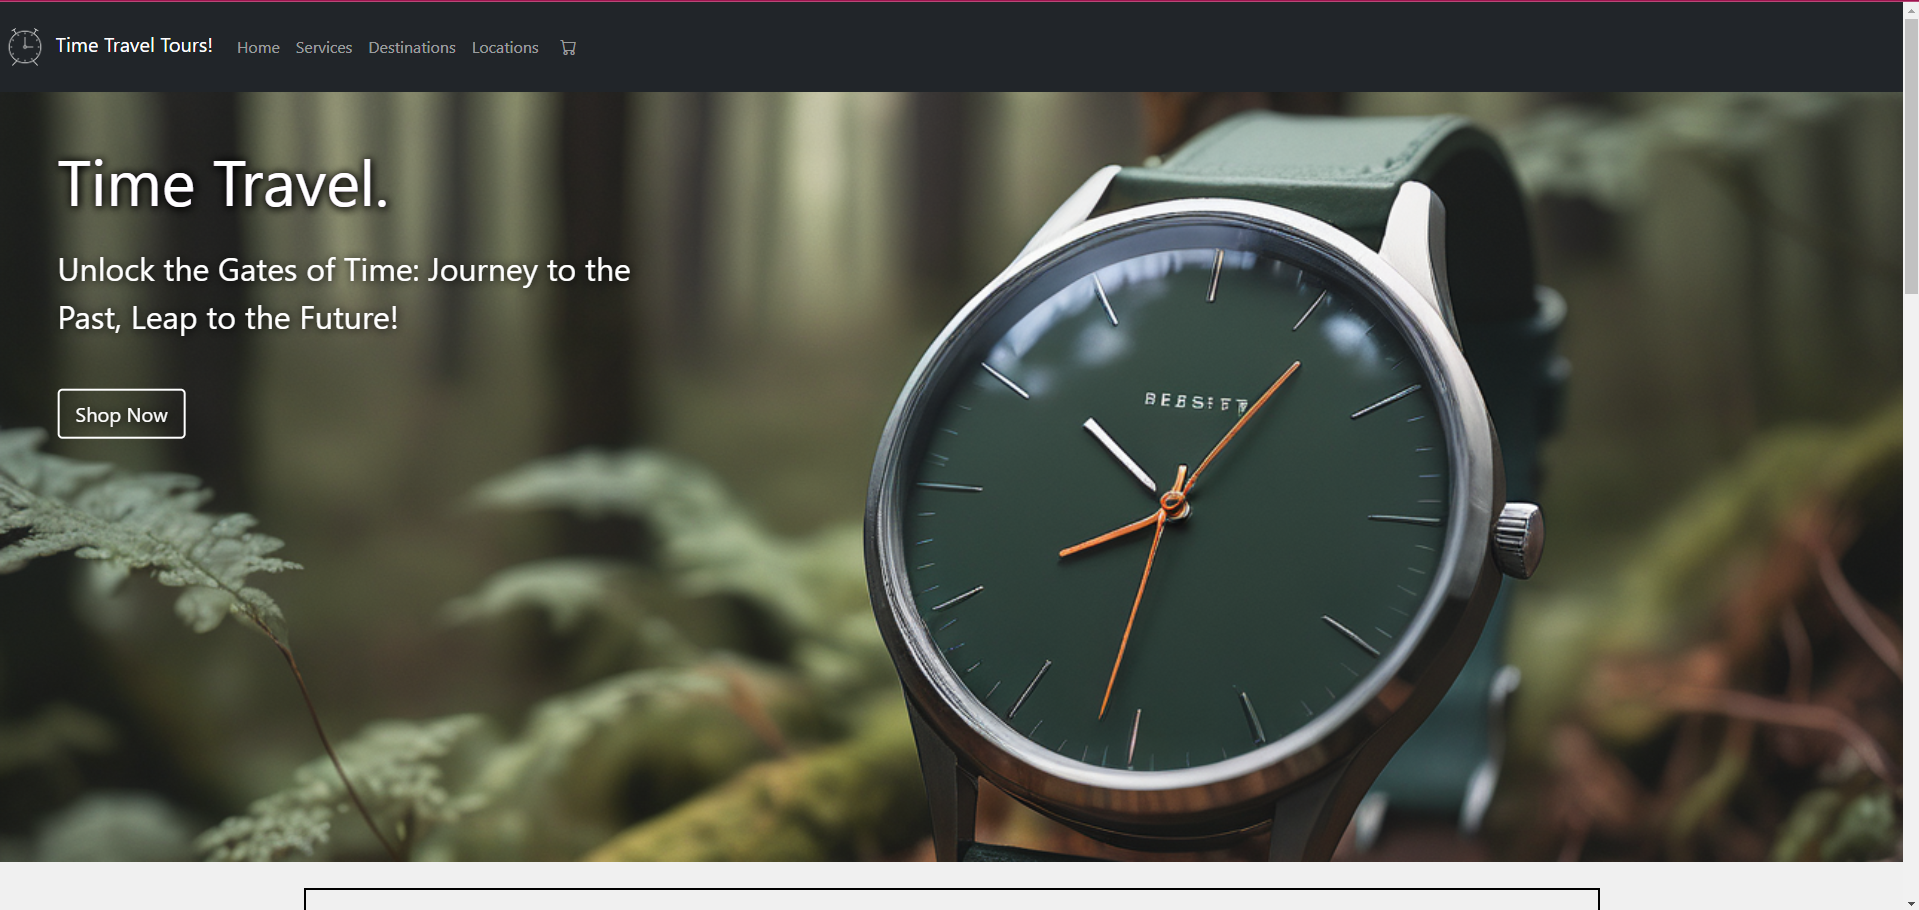 Time Travel Tours!
Home
Services
Destinations
Locations
Time Travel.
Unlock the Gates of Time: Journey to the
Past, Leap to the Future!
Shop Now